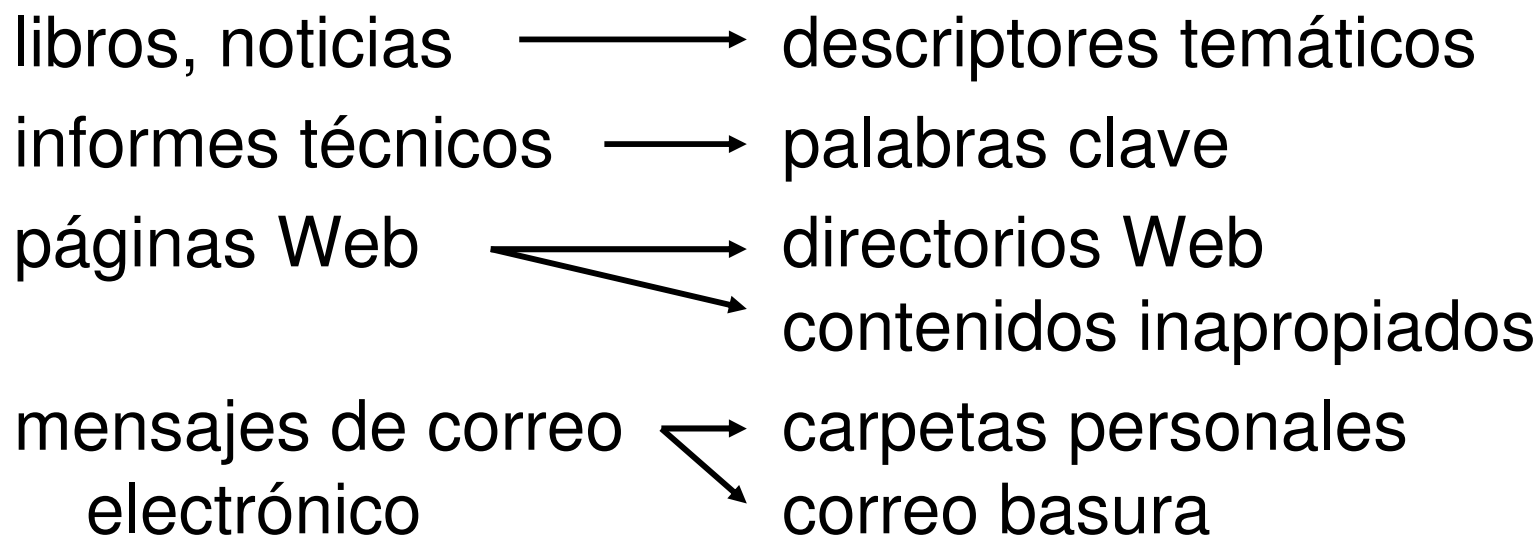 libros, noticias descriptores temáticos
informes técnicos palabras clave
páginas Web directorios Web
contenidos inapropiados
mensajes de correo carpetas personales
electrónico correo basura